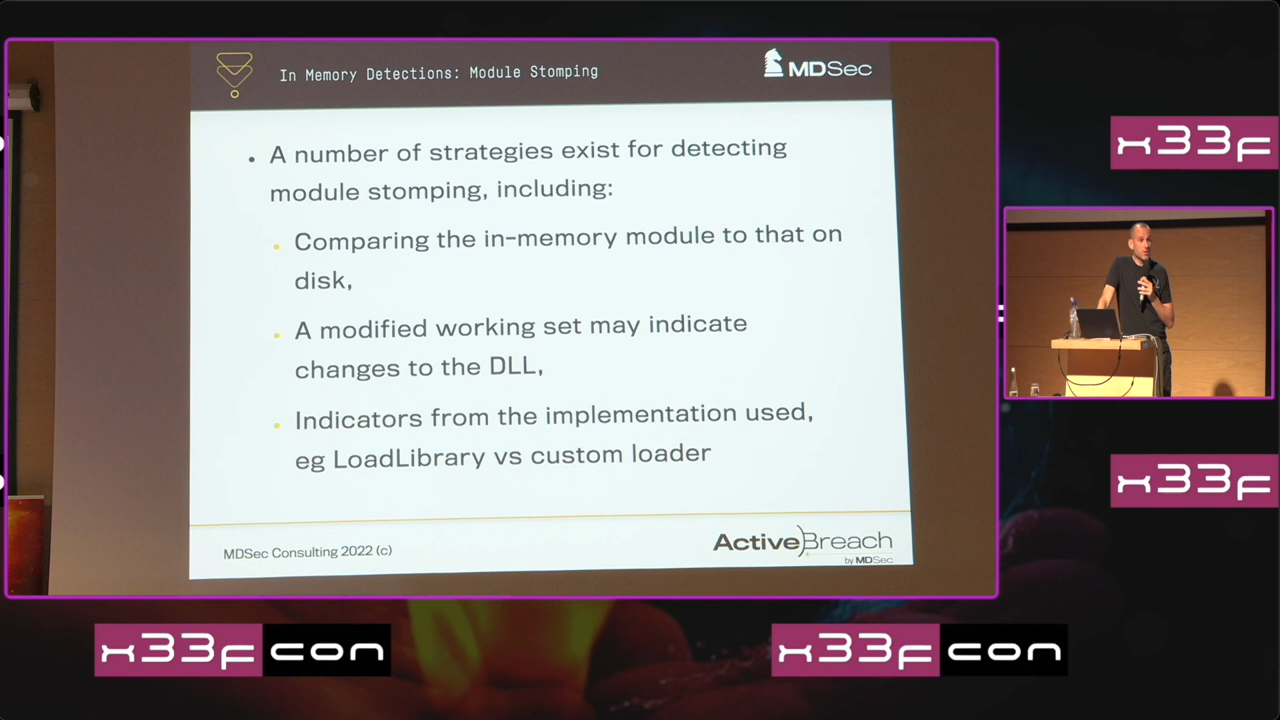 In Memory Detections: Module Stomping
MDSec
• A number of strategies exist for detecting
module stomping, including:
• Comparing the in-memory module to that on
disk,
• A modified working set may indicate
changes to the DLL,
• Indicators from the implementation used,
eg LoadLibrary vs custom loader
MDSec Consulting 2022 (c)
ActiveBreach
by MDSec
x33f
x33f
x33fcon
x33fcon